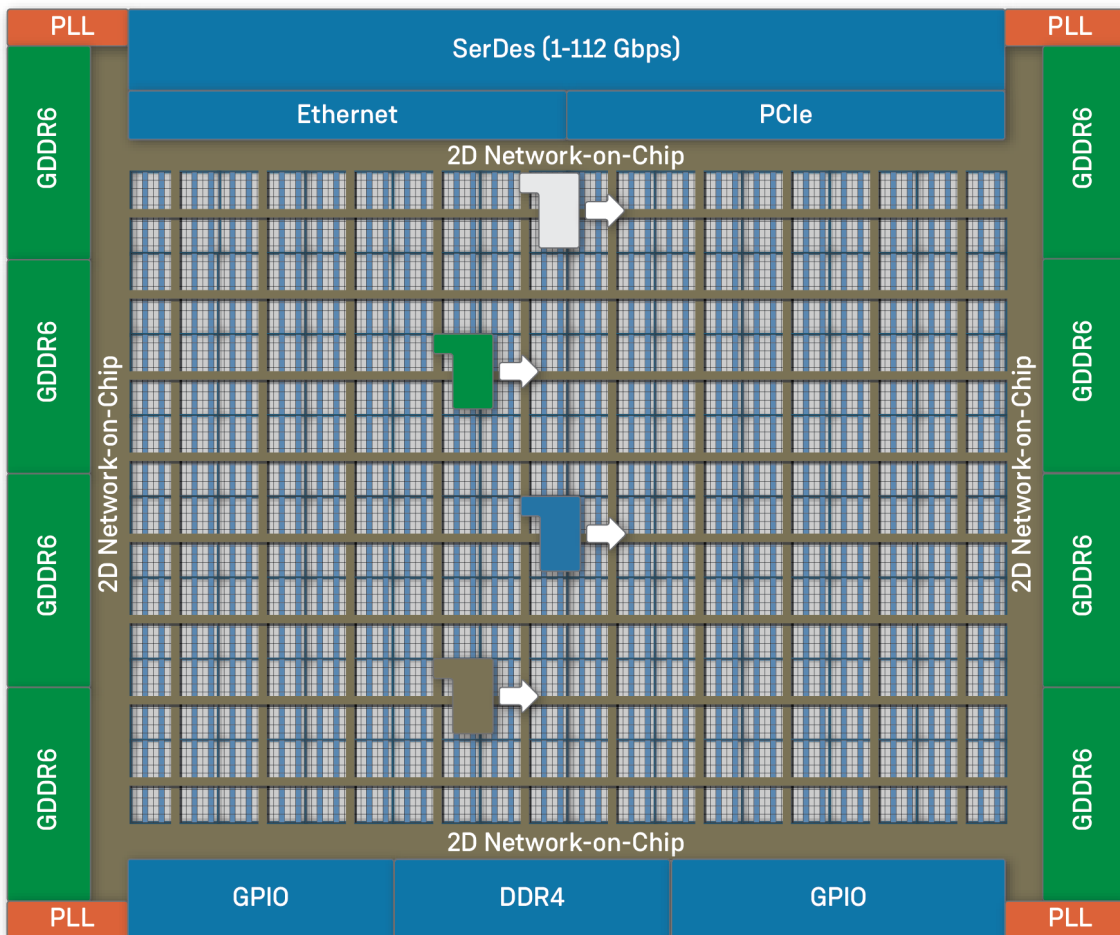 PLL
SerDes (1-112 Gbps)
PLL
Ethernet
PCIe
2D Network-on-Chip
GDDR6
GDDR6
GDDR6
GDDR6
2D Network-on-Chip
2D Network-on-Chip
GDDR6
GDDR6
GDDR6
GDDR6
2D Network-on-Chip
GPIO
DDR4
GPIO
PLL
PLL